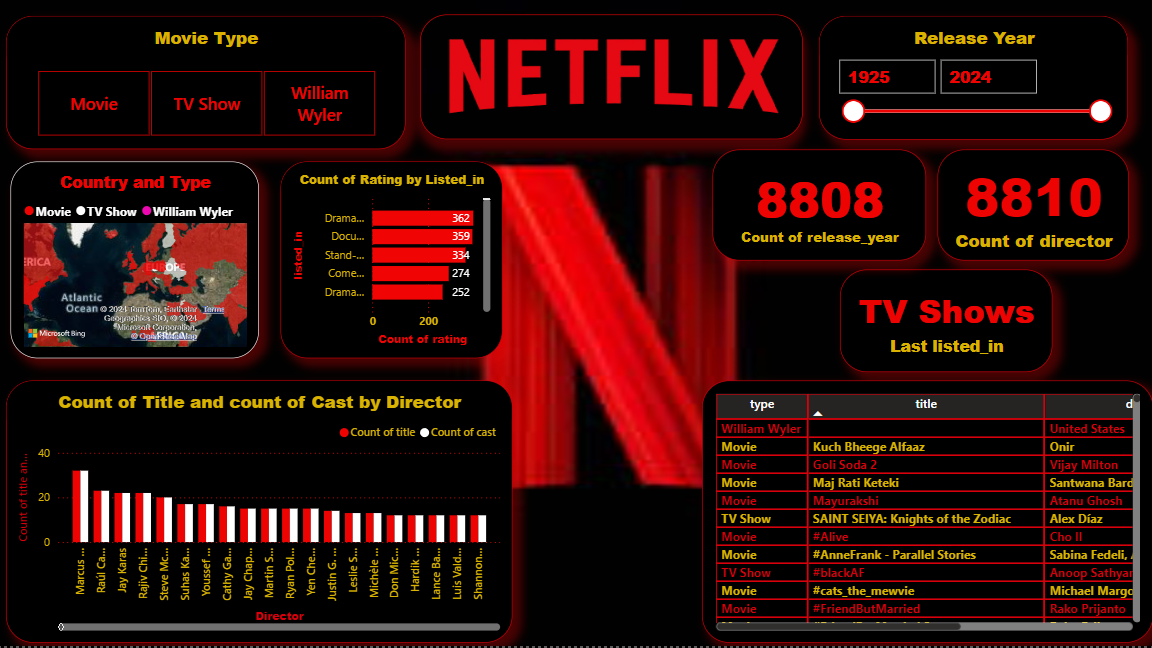 Movie Type
Movie
TV Show
William
Wyler
NETFLIX
Release Year
1925
2024
Country and Type
Movie TV Show William Wyler
ERICA
EUROPE
Atlantic
Ocean
© 2024 TomTom, Earthstar
Terms
Geographics SIO, © 2024
Microsoft Corporation,
© OpenStreetMap
Microsoft Bing
Count of Rating by Listed_in
listed_in
Drama... 362
Docu... 359
Stand-... 334
Come... 274
Drama... 252
0 200
Count of rating
8808
Count of release_year
8810
Count of director
TV Shows
Last listed_in
Count of Title and count of Cast by Director
Count of title Count of cast
Count of title an...
40
20
0
Marcus ...
Raúl Ca...
Jay Karas
Rajiv Chi...
Steve Mc...
Suhas Ka...
Youssef ...
Cathy Ga...
Jay Chap...
Martin S...
Ryan Pol...
Yen Che...
Justin G. ...
Leslie S...
Michèle ...
Don Mic...
Hardik ...
Lance Ba...
Luis Vald...
Shannon...
Director
type title d
William Wyler United States
Movie Kuch Bheege Alfaaz Onir
Movie Goli Soda 2 Vijay Milton
Movie Maj Rati Keteki Santwana Bard
Movie Mayurakshi Atanu Ghosh
TV Show SAINT SEIYA: Knights of the Zodiac Alex Díaz
Movie #Alive Cho Il
Movie #AnneFrank - Parallel Stories Sabina Fedeli,
TV Show #blackAF Anoop Sathyan
Movie #cats_the_mewvie Michael Margo
Movie #FriendButMarried Rako Prijanto